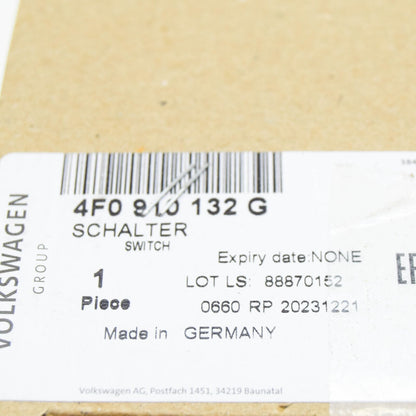 VOLKSWAGEN
GROUP
4F0 910 132 G
SCHALTER
SWITCH
Expiry date:NONE
1
LOT LS: 88870152
Piece
0660 RP 20231221
Made in GERMANY
Volkswagen AG, Postfach 1451, 34219 Baunatal